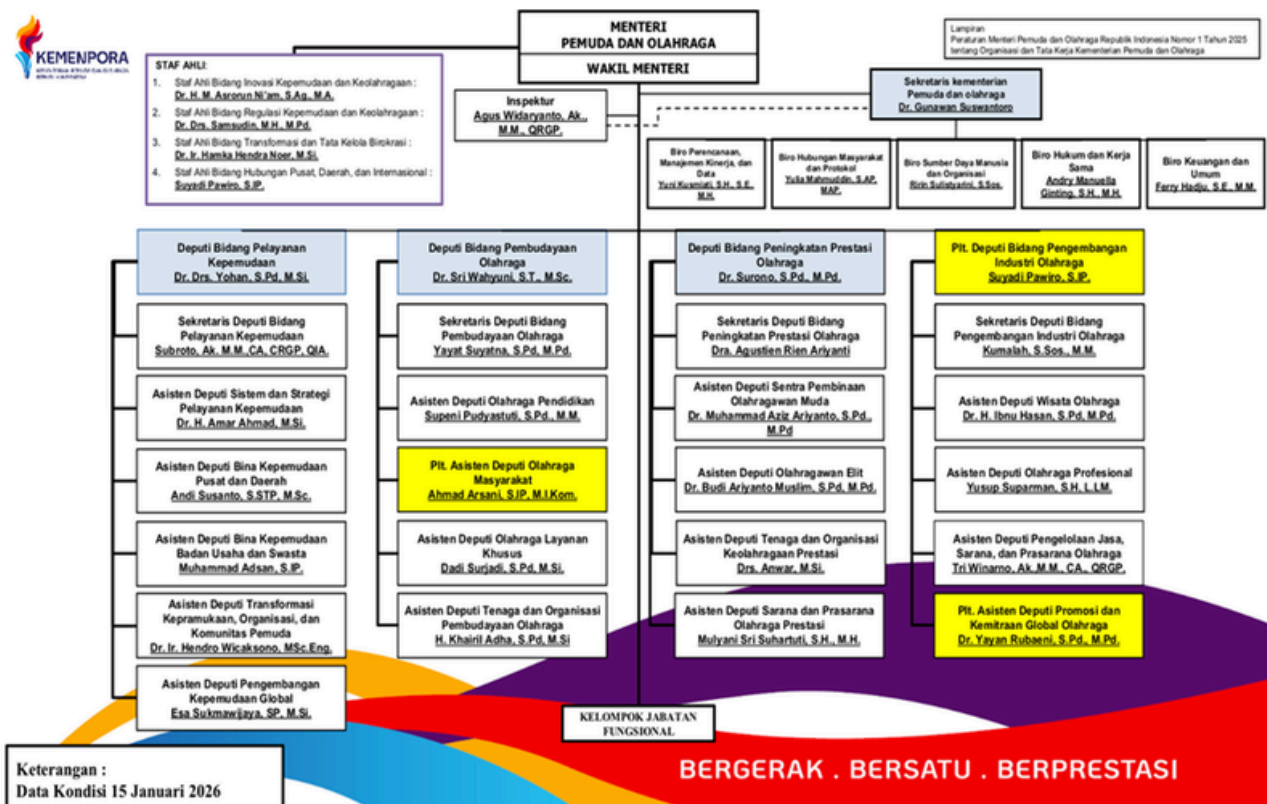 KEMENPORA
MENTERI
PEMUDA DAN OLAHRAGA
WAKIL MENTERI
Lampiran
Peraturan Menteri Pemuda dan Olahraga Republik Indonesia Nomor 1 Tahun 2025
tentang Organisasi dan Tata Kerja Kementerian Pemuda dan Olahraga
STAF AHLI:
1. Staf Ahli Bidang Inovasi Kepemudaan dan Keolahragaan :
Dr. H. M. Asrorun Ni'am, S.Ag., M.A.
2. Staf Ahli Bidang Regulasi Kepemudaan dan Keolahragaan :
Dr. Drs. Samsudin, M.H., M.Pd.
3. Staf Ahli Bidang Transformasi dan Tata Kelola Birokrasi :
Dr. Ir. Hamka Hendra Noer, M.Si.
4. Staf Ahli Bidang Hubungan Pusat, Daerah, dan Internasional :
Suyadi Pawiro, S.IP.
Inspektur
Agus Widaryanto, Ak.,
M.M., QRGP.
Sekretaris kementerian
Pemuda dan olahraga
Dr. Gunawan Suswantoro
Biro Perencanaan,
Manajemen Kinerja, dan
Data
Yuni Kusmiati, S.H., S.E.,
M.H.
Biro Hubungan Masyarakat
dan Protokol
Yulia Mahmuddin, S.AP,
MAP.
Biro Sumber Daya Manusia
dan Organisasi
Ririn Sulistyarini, S.Sos.
Biro Hukum dan Kerja
Sama
Andry Manuella
Ginting, S.H., M.H.
Biro Keuangan dan
Umum
Ferry Hadju, S.E., M.M.
Deputi Bidang Pelayanan
Kepemudaan
Dr. Drs. Yohan, S.Pd, M.Si.
Sekretaris Deputi Bidang
Pelayanan Kepemudaan
Subroto, Ak. M.M.,CA, CRGP, QIA.
Asisten Deputi Sistem dan Strategi
Pelayanan Kepemudaan
Dr. H. Amar Ahmad, M.Si.
Asisten Deputi Bina Kepemudaan
Pusat dan Daerah
Andi Susanto, S.STP, M.Sc.
Asisten Deputi Bina Kepemudaan
Badan Usaha dan Swasta
Muhammad Adsan, S.IP.
Asisten Deputi Transformasi
Kepramukaan, Organisasi, dan
Komunitas Pemuda
Dr. Ir. Hendro Wicaksono, MSc.Eng.
Asisten Deputi Pengembangan
Kepemudaan Global
Esa Sukmawijaya, SP, M.Si.
Deputi Bidang Pembudayaan
Olahraga
Dr. Sri Wahyuni, S.T., M.Sc.
Sekretaris Deputi Bidang
Pembudayaan Olahraga
Yayat Suyatna, S.Pd, M.Pd.
Asisten Deputi Olahraga Pendidikan
Supeni Pudyastuti, S.Pd., M.M.
Plt. Asisten Deputi Olahraga
Masyarakat
Ahmad Arsani, S.IP, M.I.Kom.
Asisten Deputi Olahraga Layanan
Khusus
Dadi Surjadi, S.Pd, M.Si.
Asisten Deputi Tenaga dan Organisasi
Pembudayaan Olahraga
H. Khairil Adha, S.Pd, M.Si
Deputi Bidang Peningkatan Prestasi
Olahraga
Dr. Surono, S.Pd., M.Pd.
Sekretaris Deputi Bidang
Peningkatan Prestasi Olahraga
Dra. Agustien Rien Ariyanti
Asisten Deputi Sentra Pembinaan
Olahragawan Muda
Dr. Muhammad Aziz Ariyanto, S.Pd.,
M.Pd
Asisten Deputi Olahragawan Elit
Dr. Budi Ariyanto Muslim, S.Pd, M.Pd.
Asisten Deputi Tenaga dan Organisasi
Keolahragaan Prestasi
Drs. Anwar, M.Si.
Asisten Deputi Sarana dan Prasarana
Olahraga Prestasi
Mulyani Sri Suhartuti, S.H., M.H.
Plt. Deputi Bidang Pengembangan
Industri Olahraga
Suyadi Pawiro, S.IP.
Sekretaris Deputi Bidang
Pengembangan Industri Olahraga
Kumalah, S.Sos., M.M.
Asisten Deputi Wisata Olahraga
Dr. H. Ibnu Hasan, S.Pd, M.Pd.
Asisten Deputi Olahraga Profesional
Yusup Suparman, S.H, L.LM.
Asisten Deputi Pengelolaan Jasa,
Sarana, dan Prasarana Olahraga
Tri Winarno, Ak.,M.M., CA., QRGP.
Plt. Asisten Deputi Promosi dan
Kemitraan Global Olahraga
Dr. Yayan Rubaeni, S.Pd., M.Pd.
KELOMPOK JABATAN
FUNGSIONAL
Keterangan :
Data Kondisi 15 Januari 2026
BERGERAK . BERSATU . BERPRESTASI